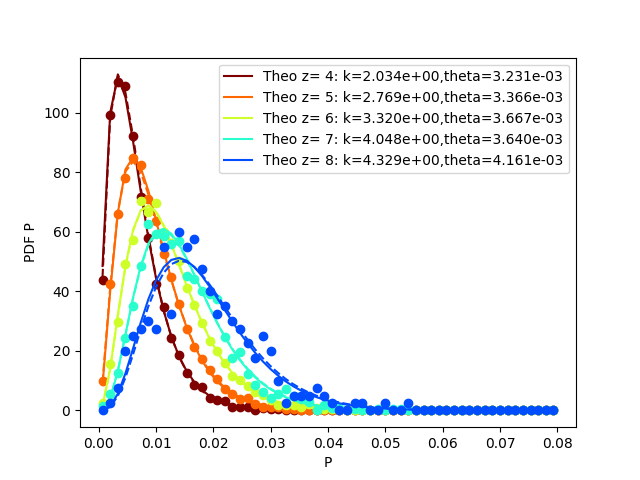 Theo z= 4: k=2.034e+00,theta=3.231e-03
Theo z= 5: k=2.769e+00,theta=3.366e-03
Theo z= 6: k=3.320e+00,theta=3.667e-03
Theo z= 7: k=4.048e+00,theta=3.640e-03
Theo z= 8: k=4.329e+00,theta=4.161e-03
PDF P
100
80
60
40
20
0
0.00 0.01 0.02 0.03 0.04 0.05 0.06 0.07 0.08
P